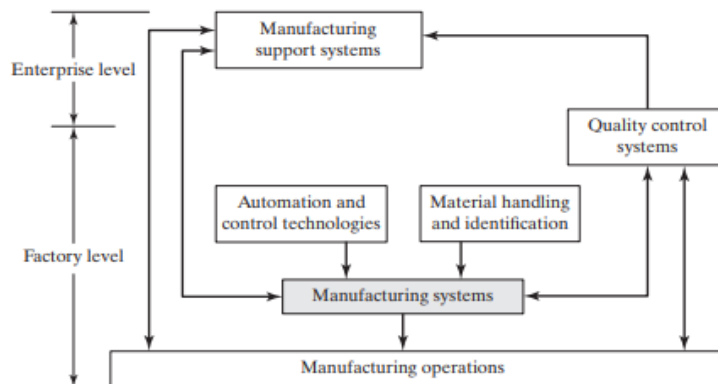 Manufacturing
support systems
Enterprise level
Quality control
systems
Automation and
control technologies
Material handling
and identification
Factory level
Manufacturing systems
Manufacturing operations